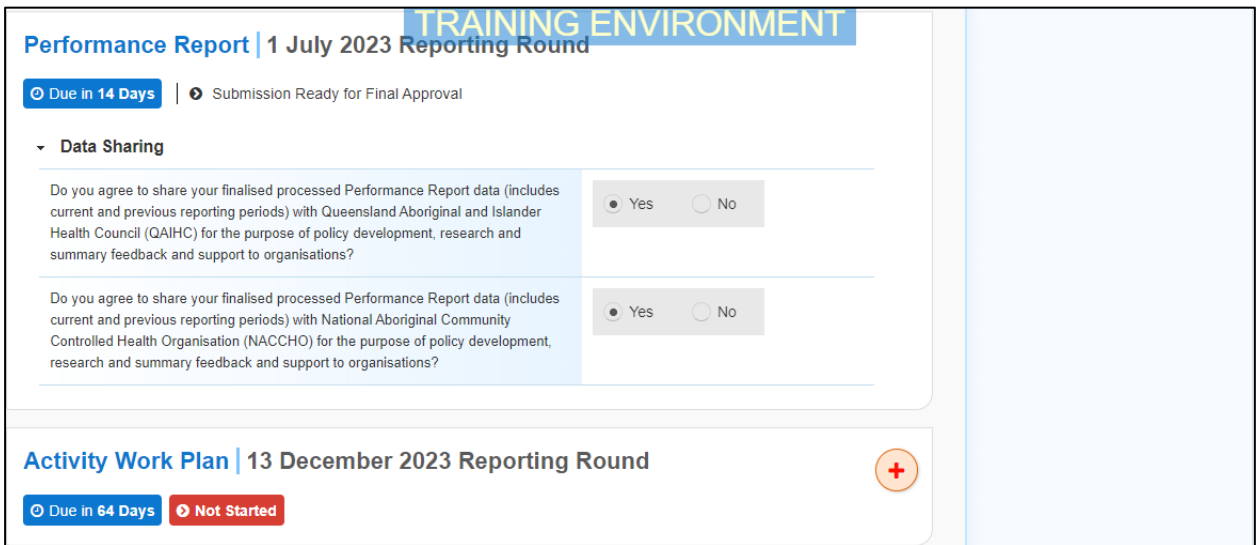 TRAINING ENVIRONMENT
Performance Report | 1 July 2023 Reporting Round
Due in 14 Days | Submission Ready for Final Approval
Data Sharing
Do you agree to share your finalised processed Performance Report data (includes
current and previous reporting periods) with Queensland Aboriginal and Islander
Health Council (QAIHC) for the purpose of policy development, research and
summary feedback and support to organisations?
Yes No
Do you agree to share your finalised processed Performance Report data (includes
current and previous reporting periods) with National Aboriginal Community
Controlled Health Organisation (NACCHO) for the purpose of policy development,
research and summary feedback and support to organisations?
Yes No
Activity Work Plan | 13 December 2023 Reporting Round
+
Due in 64 Days Not Started